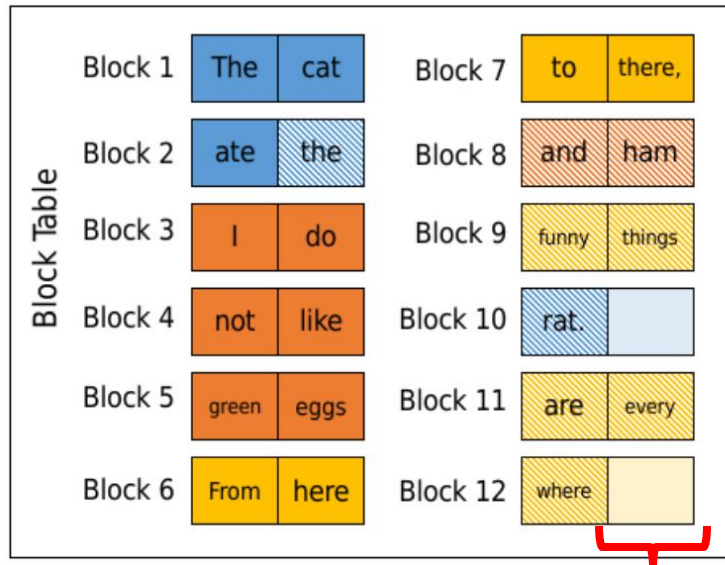 Block Table
Block 1 The cat
Block 2 ate the
Block 3 I do
Block 4 not like
Block 5 green eggs
Block 6 From here
Block 7 to there,
Block 8 and ham
Block 9 funny things
Block 10 rat.
Block 11 are every
Block 12 where